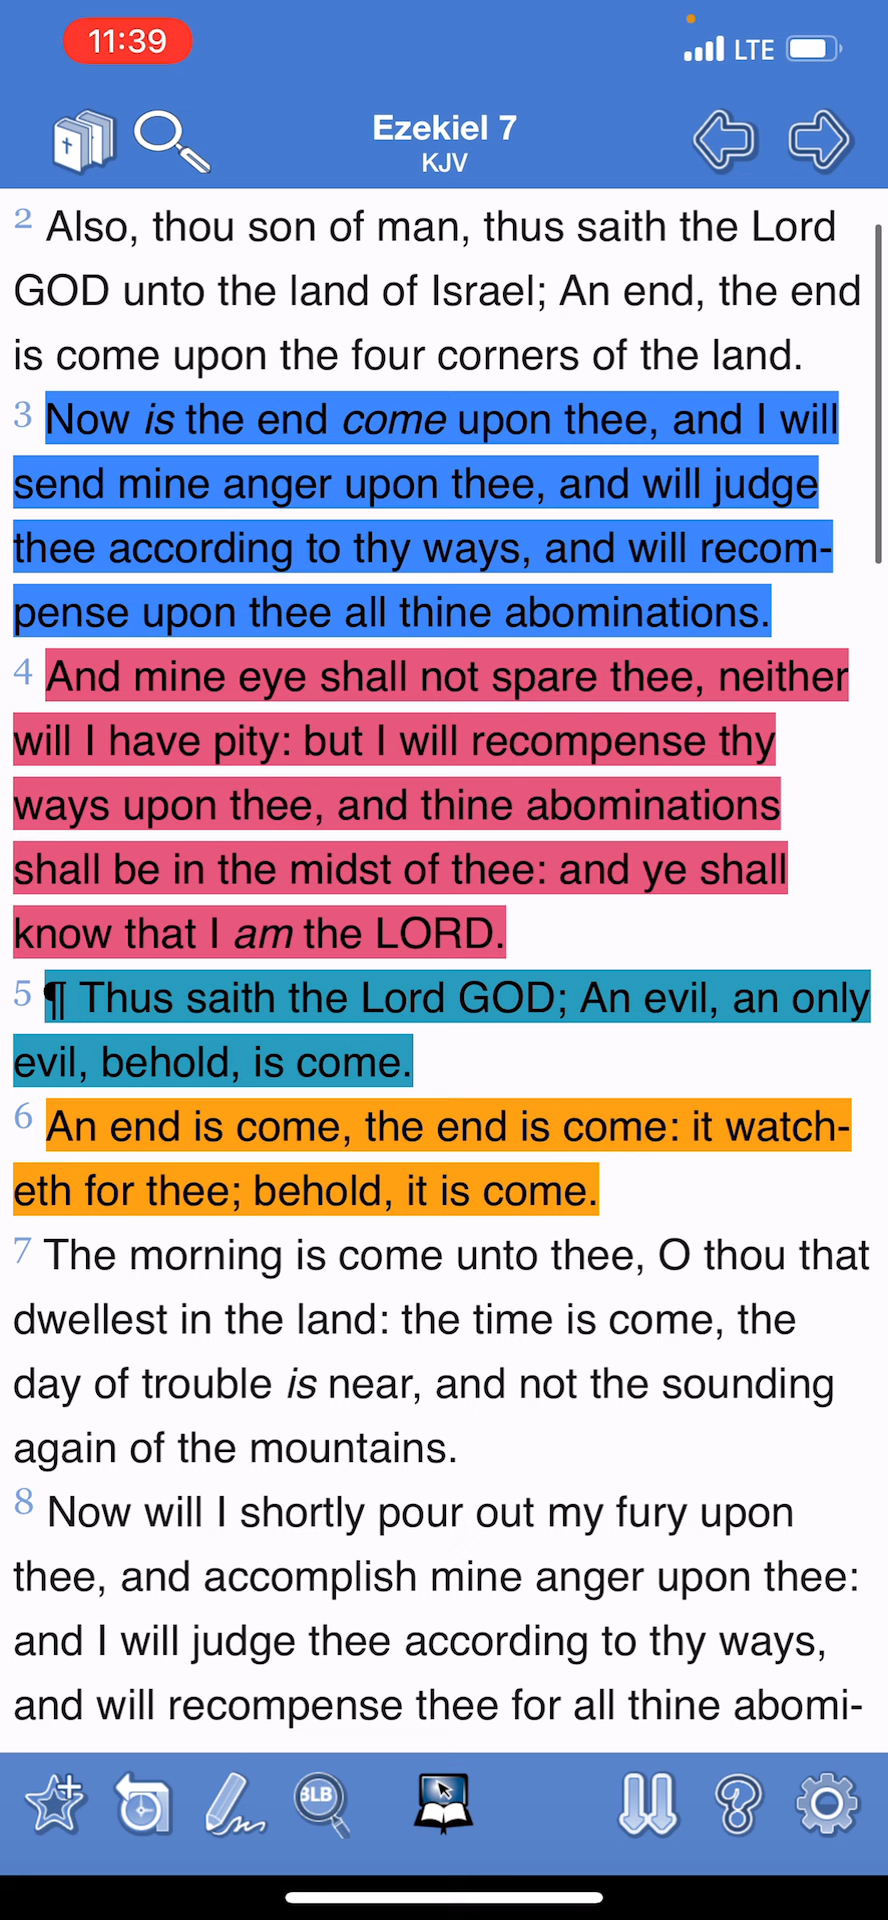 11:39
LTE
Ezekiel 7
KJV
2 Also, thou son of man, thus saith the Lord
GOD unto the land of Israel; An end, the end
is come upon the four corners of the land.
3 Now is the end come upon thee, and I will
send mine anger upon thee, and will judge
thee according to thy ways, and will recom-
pense upon thee all thine abominations.
4 And mine eye shall not spare thee, neither
will I have pity: but I will recompense thy
ways upon thee, and thine abominations
shall be in the midst of thee: and ye shall
know that I am the LORD.
5 ¶ Thus saith the Lord GOD; An evil, an only
evil, behold, is come.
6 An end is come, the end is come: it watch-
eth for thee; behold, it is come.
7 The morning is come unto thee, O thou that
dwellest in the land: the time is come, the
day of trouble is near, and not the sounding
again of the mountains.
8 Now will I shortly pour out my fury upon
thee, and accomplish mine anger upon thee:
and I will judge thee according to thy ways,
and will recompense thee for all thine abomi-
BLB